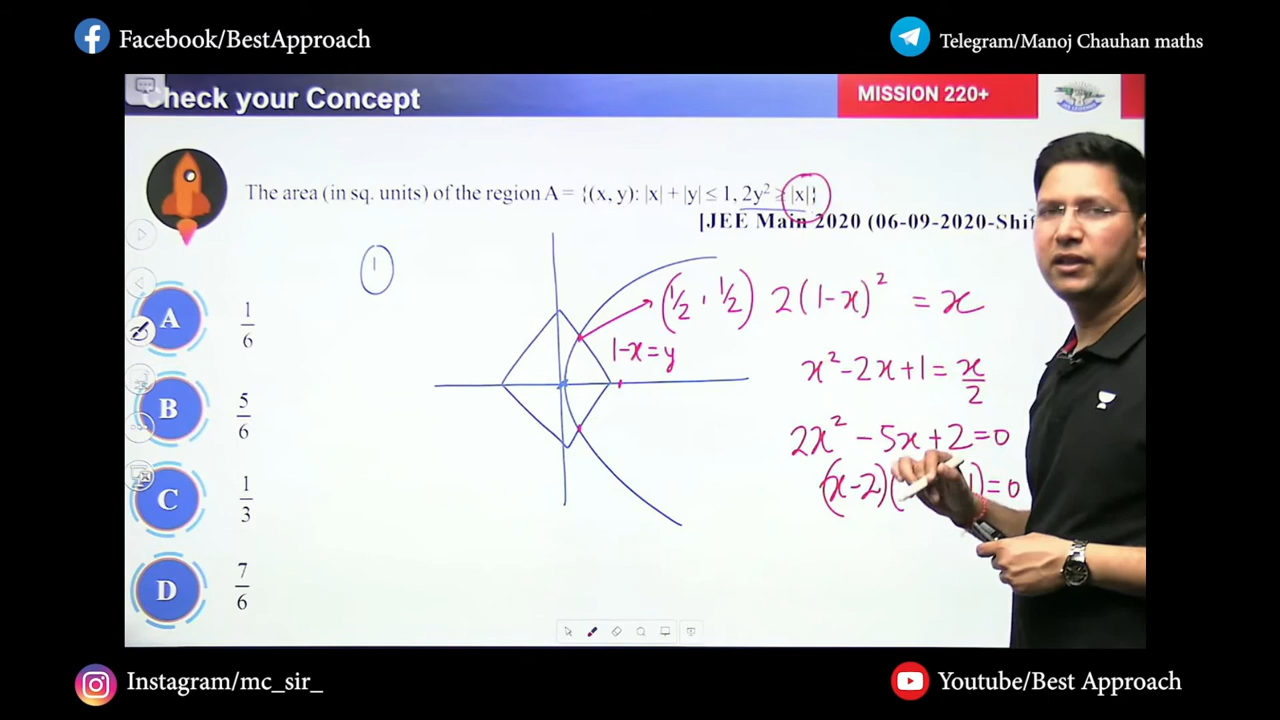 Facebook/BestApproach
Telegram/Manoj Chauhan maths
Check your Concept
MISSION 220+
The area (in sq. units) of the region A = {(x, y): |x| + |y| ≤ 1, 2y² ≥ |x|}
[JEE Main 2020 (06-09-2020-Shif
1
(1/2, 1/2)
2(1-x)² = x
1-x=y
x²-2x+1 = x/2
2x² - 5x + 2 = 0
(x-2)( 1) = 0
A 1/6
B 5/6
C 1/3
D 7/6
Instagram/mc_sir_
Youtube/Best Approach